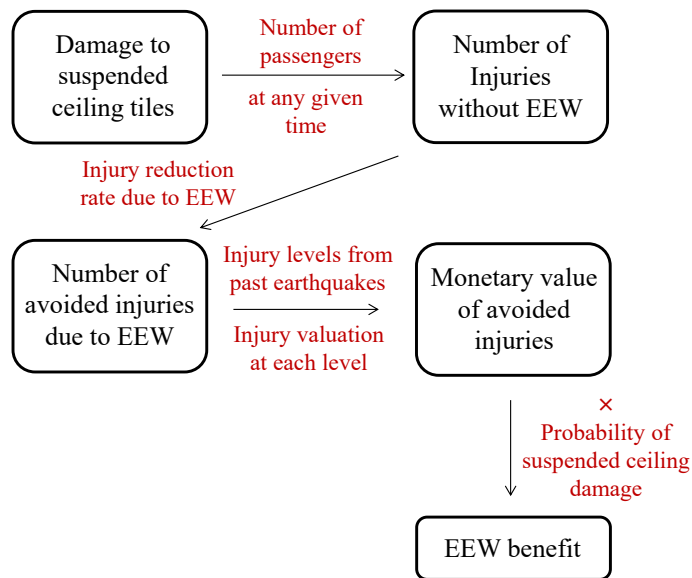 Damage to
suspended
ceiling tiles
Number of
passengers
at any given
time
Number of
Injuries
without EEW
Injury reduction
rate due to EEW
Number of
avoided injuries
due to EEW
Injury levels from
past earthquakes
Injury valuation
at each level
Monetary value
of avoided
injuries
×
Probability of
suspended ceiling
damage
EEW benefit